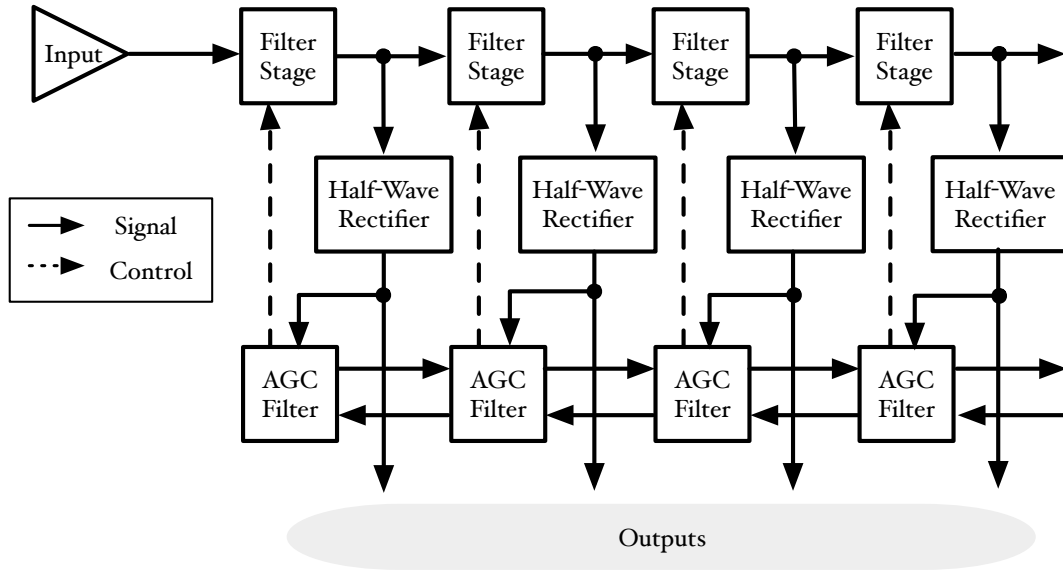 Input
Filter
Stage
Filter
Stage
Filter
Stage
Filter
Stage
Half-Wave
Rectifier
Half-Wave
Rectifier
Half-Wave
Rectifier
Half-Wave
Rectifier
Signal
Control
AGC
Filter
AGC
Filter
AGC
Filter
AGC
Filter
Outputs